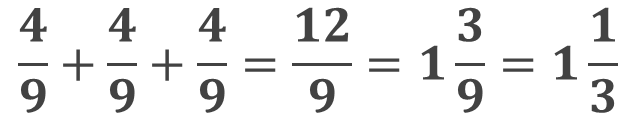 4/9 + 4/9 + 4/9 = 12/9 = 1 3/9 = 1 1/3